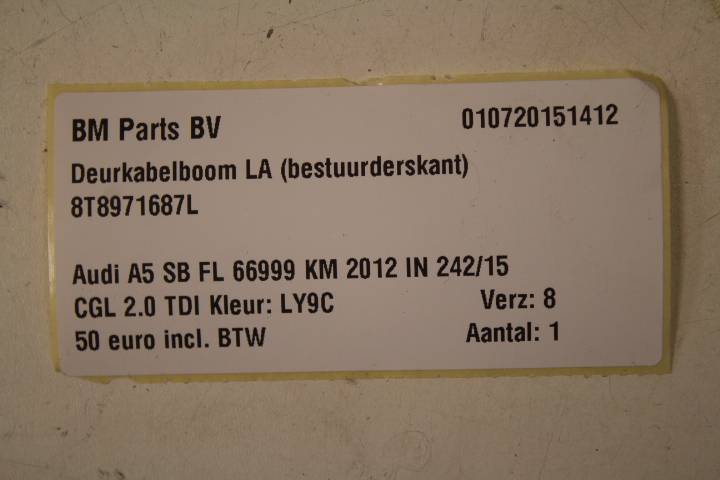 BM Parts BV 010720151412
Deurkabelboom LA (bestuurderskant)
8T8971687L
Audi A5 SB FL 66999 KM 2012 IN 242/15
CGL 2.0 TDI Kleur: LY9C Verz: 8
50 euro incl. BTW Aantal: 1